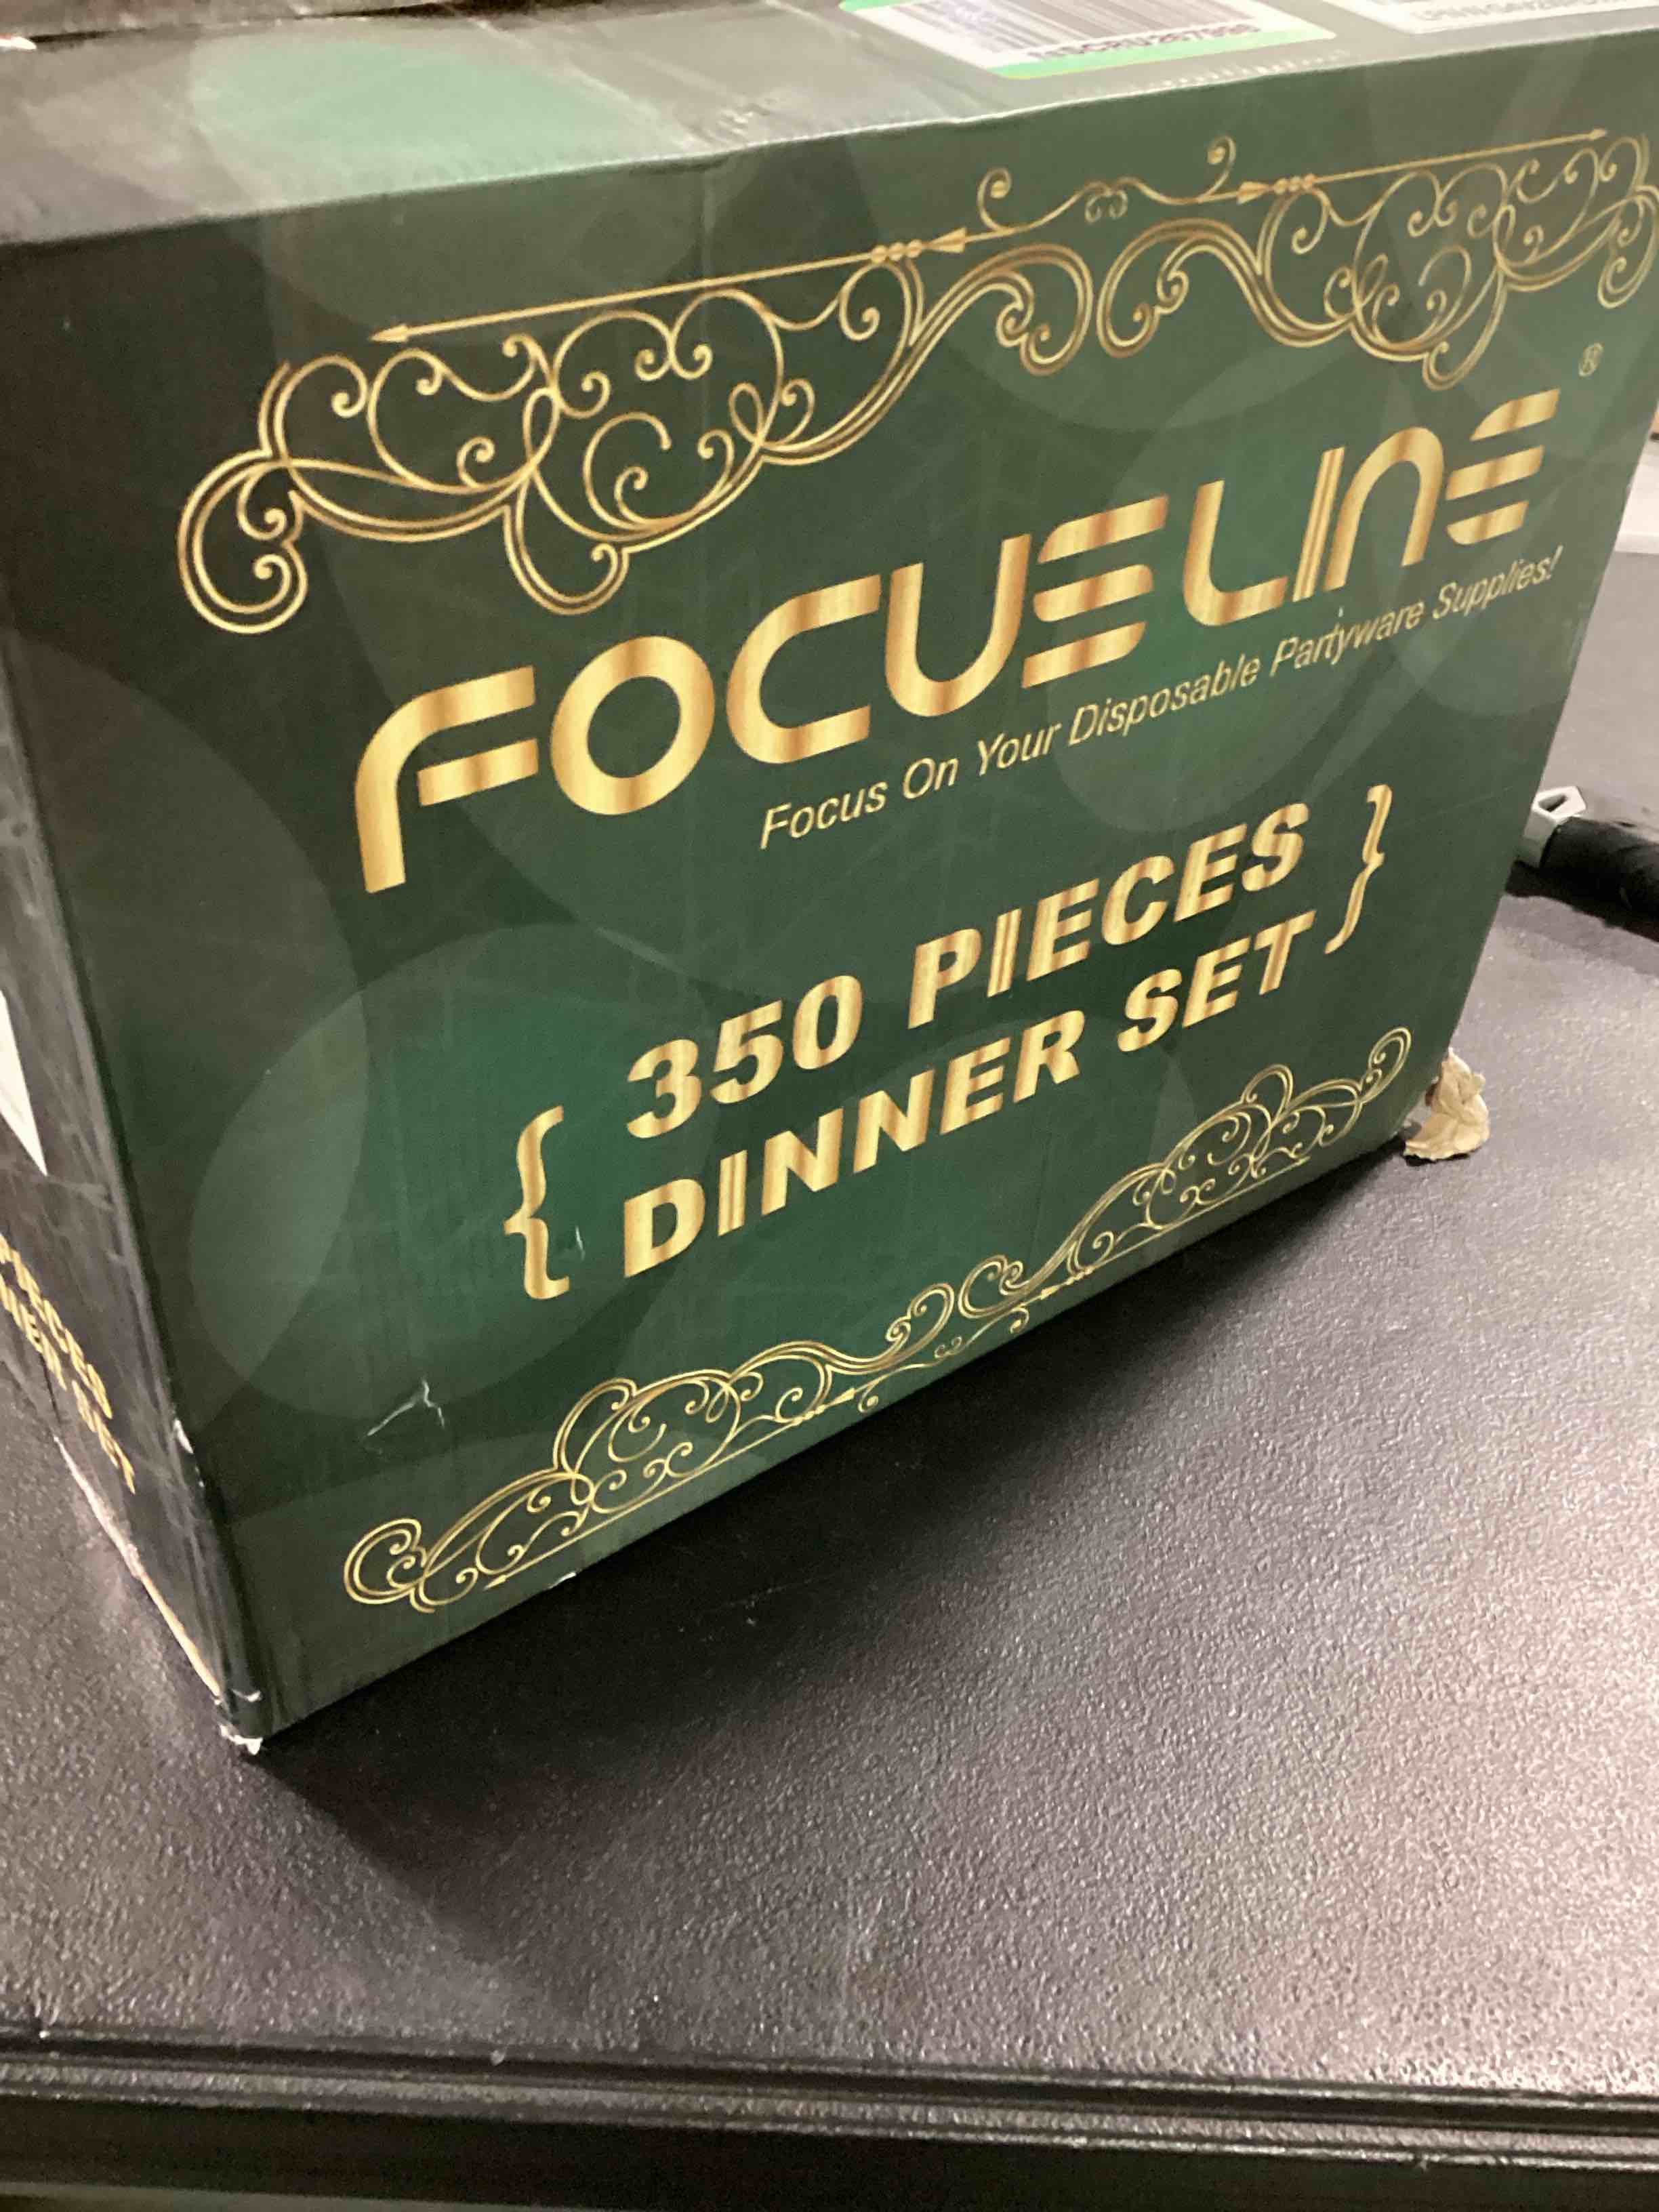 FOCUSLINE®
Focus On Your Disposable Partyware Supplies!
{ 350 PIECES
DINNER SET }